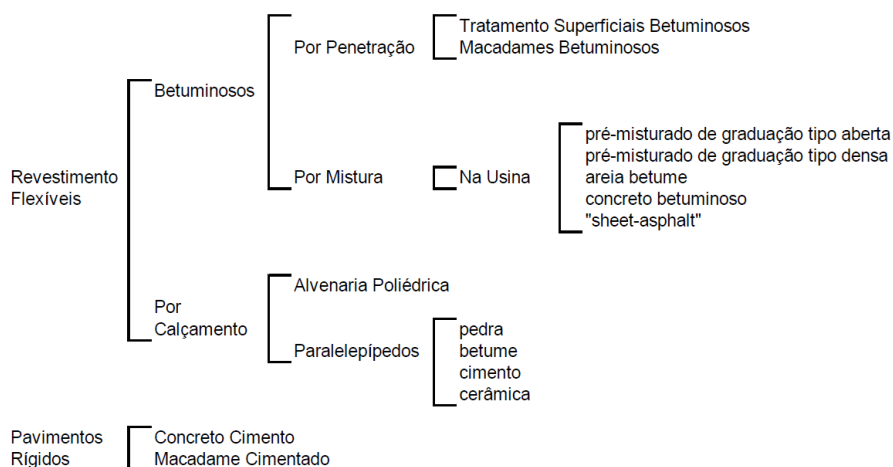 Tratamento Superficiais Betuminosos
Por Penetração
Macadames Betuminosos
Betuminosos
pré-misturado de graduação tipo aberta
pré-misturado de graduação tipo densa
Revestimento
Flexíveis
Por Mistura
Na Usina
areia betume
concreto betuminoso
"sheet-asphalt"
Alvenaria Poliédrica
Por
Calçamento
Paralelepípedos
pedra
betume
cimento
cerâmica
Pavimentos
Rígidos
Concreto Cimento
Macadame Cimentado